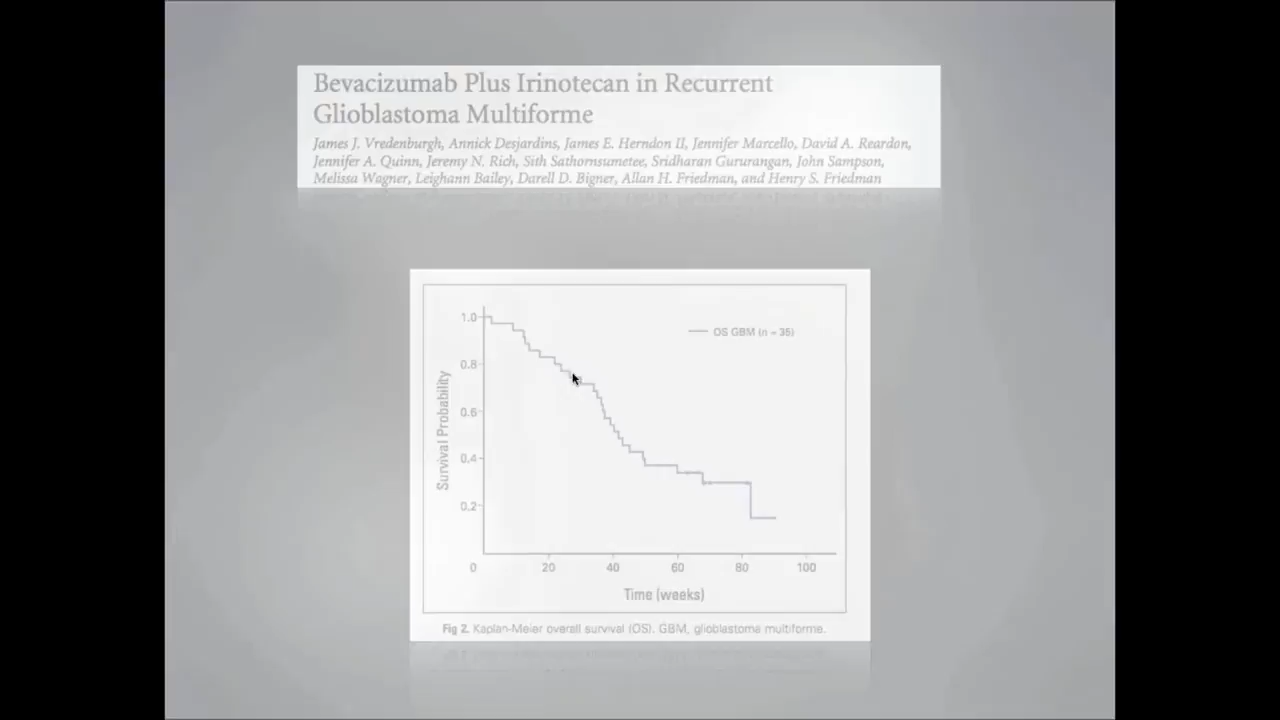 Bevacizumab Plus Irinotecan in Recurrent
Glioblastoma Multiforme
James J. Vredenburgh, Annick Desjardins, James E. Herndon II, Jennifer Marcello, David A. Reardon,
Jennifer A. Quinn, Jeremy N. Rich, Sith Sathornsumetee, Sridharan Gururangan, John Sampson,
Melissa Wagner, Leighann Bailey, Darell D. Bigner, Allan H. Friedman, and Henry S. Friedman
OS GBM (n = 35)
Survival Probability
1.0
0.8
0.6
0.4
0.2
0 20 40 60 80 100
Time (weeks)
Fig 2. Kaplan-Meier overall survival (OS). GBM, glioblastoma multiforme.